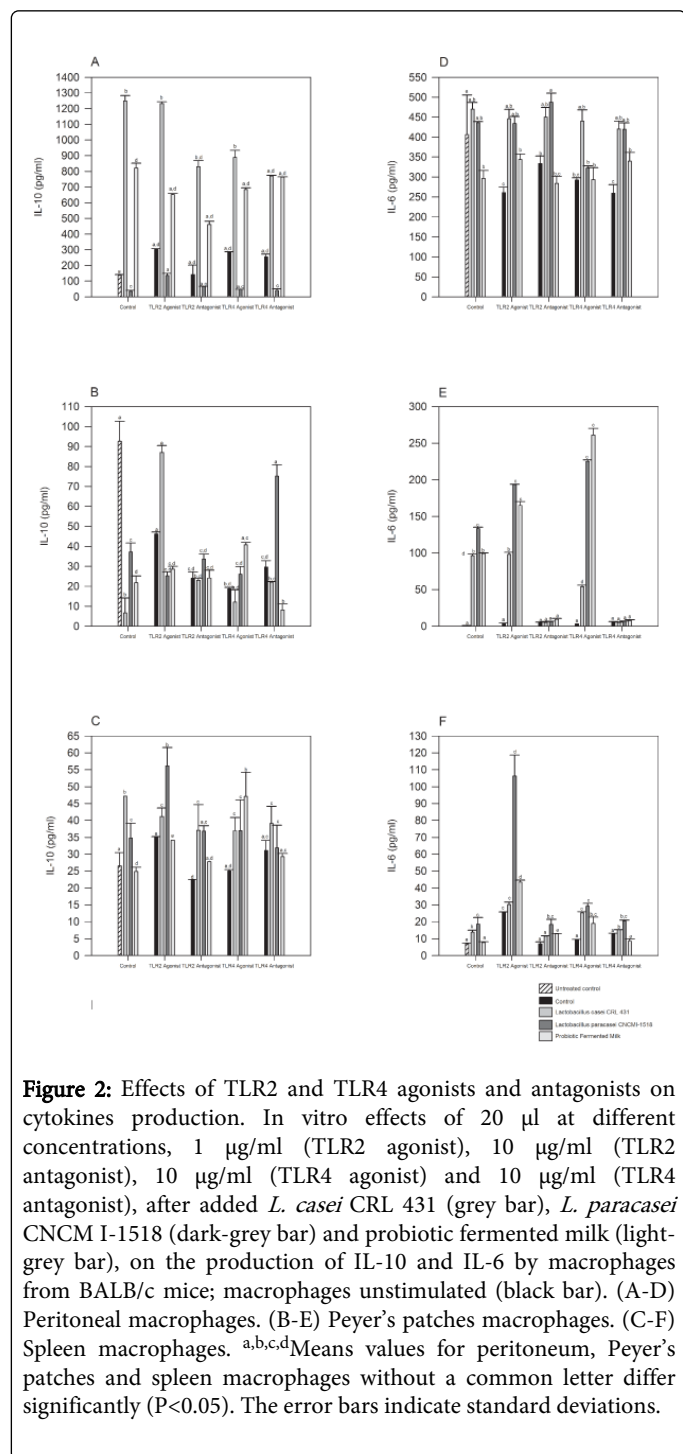 A
1400
1300
1200
1100
1000
900
800
700
600
500
400
300
200
100
0
IL-10 (pg/ml)
Control TLR2 Agonist TLR2 Antagonist TLR4 Agonist TLR4 Antagonist
D
550
500
450
400
350
300
250
200
150
100
50
0
IL-6 (pg/ml)
Control TLR2 Agonist TLR2 Antagonist TLR4 Agonist TLR4 Antagonist
B
110
100
90
80
70
60
50
40
30
20
10
0
IL-10 (pg/ml)
Control TLR2 Agonist TLR2 Antagonist TLR4 Agonist TLR4 Antagonist
E
300
250
200
150
100
50
0
IL-6 (pg/ml)
Control TLR2 Agonist TLR2 Antagonist TLR4 Agonist TLR4 Antagonist
C
65
60
55
50
45
40
35
30
25
20
15
10
5
0
IL-10 (pg/ml)
Control TLR2 Agonist TLR2 Antagonist TLR4 Agonist TLR4 Antagonist
F
130
120
110
100
90
80
70
60
50
40
30
20
10
0
IL-6 (pg/ml)
Control TLR2 Agonist TLR2 Antagonist TLR4 Agonist TLR4 Antagonist
Untreated control
Control
Lactobacillus casei CRL 431
Lactobacillus paracasei CNCMI-1518
Probiotic Fermented Milk
Figure 2: Effects of TLR2 and TLR4 agonists and antagonists on
cytokines production. In vitro effects of 20 µl at different
concentrations, 1 µg/ml (TLR2 agonist), 10 µg/ml (TLR2
antagonist), 10 µg/ml (TLR4 agonist) and 10 µg/ml (TLR4
antagonist), after added L. casei CRL 431 (grey bar), L. paracasei
CNCM I-1518 (dark-grey bar) and probiotic fermented milk (light-
grey bar), on the production of IL-10 and IL-6 by macrophages
from BALB/c mice; macrophages unstimulated (black bar). (A-D)
Peritoneal macrophages. (B-E) Peyer's patches macrophages. (C-F)
Spleen macrophages. a,b,c,dMeans values for peritoneum, Peyer's
patches and spleen macrophages without a common letter differ
significantly (P<0.05). The error bars indicate standard deviations.